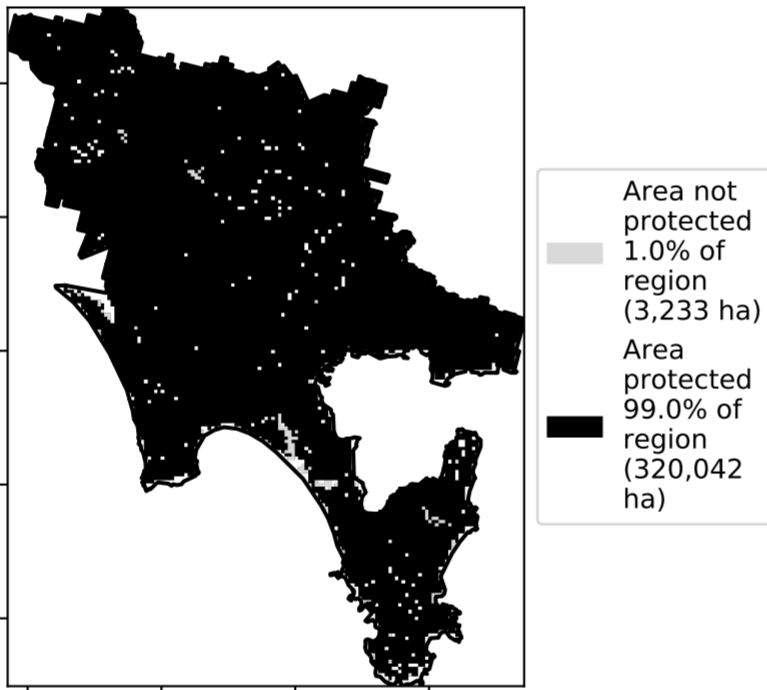 Area not
protected
1.0% of
region
(3,233 ha)
Area
protected
99.0% of
region
(320,042
ha)